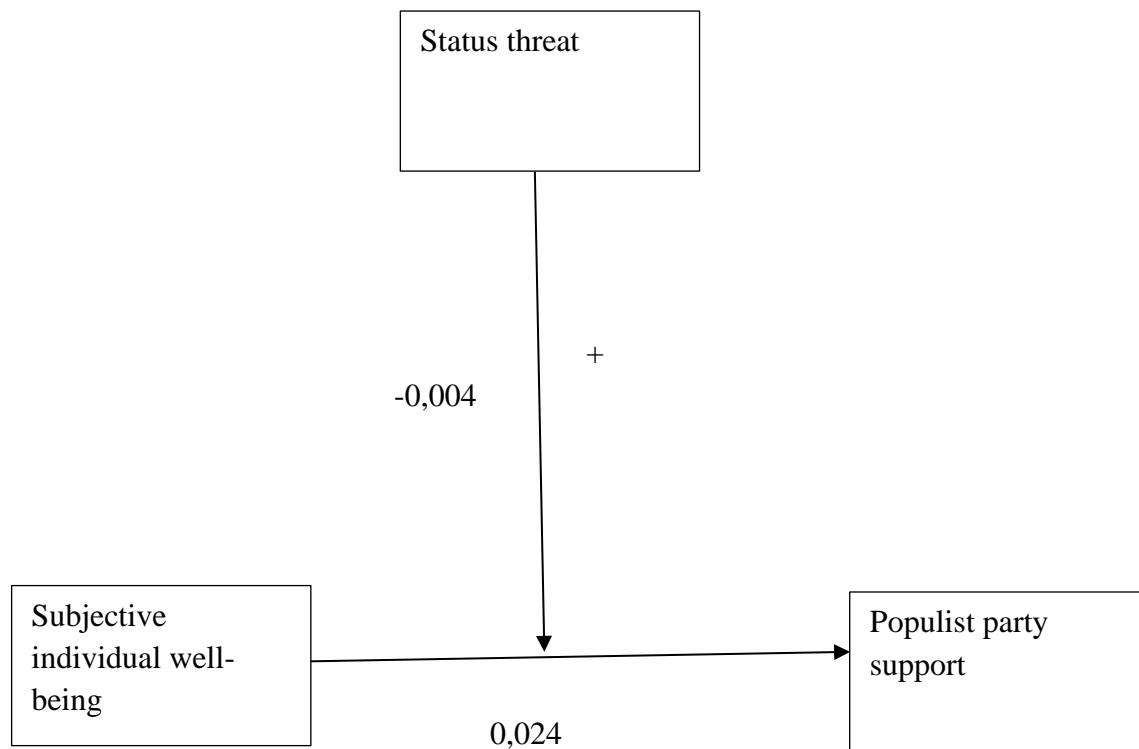 Status threat
+
-0,004
Subjective
individual well-
being
Populist party
support
0,024